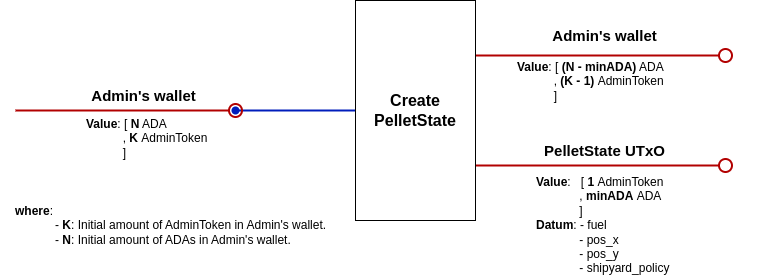 Admin's wallet
Value: [ (N - minADA) ADA
, (K - 1) AdminToken
]
Admin's wallet
Value: [ N ADA
, K AdminToken
]
Create
PelletState
PelletState UTxO
Value: [ 1 AdminToken
, minADA ADA
]
Datum: - fuel
- pos_x
- pos_y
- shipyard_policy
where:
- K: Initial amount of AdminToken in Admin's wallet.
- N: Initial amount of ADAs in Admin's wallet.